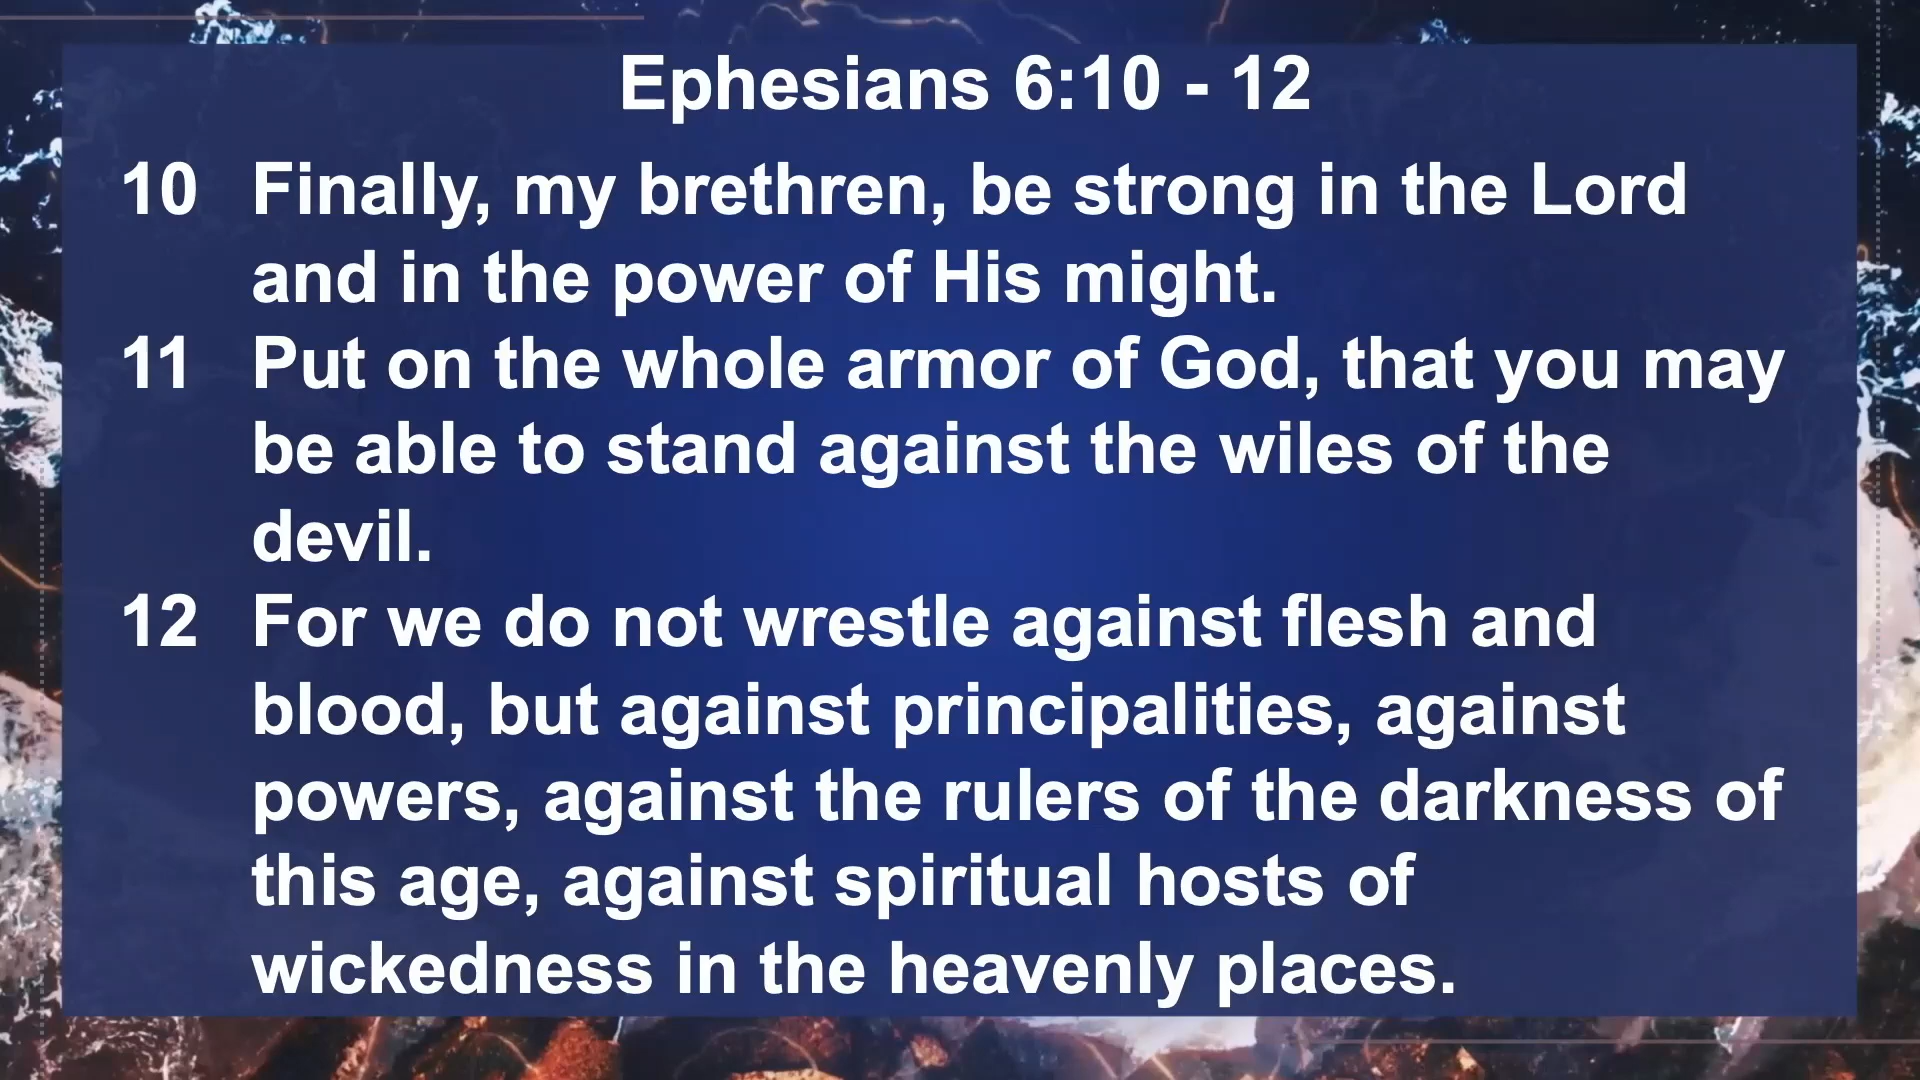 Ephesians 6:10 - 12
10 Finally, my brethren, be strong in the Lord
and in the power of His might.
11 Put on the whole armor of God, that you may
be able to stand against the wiles of the
devil.
12 For we do not wrestle against flesh and
blood, but against principalities, against
powers, against the rulers of the darkness of
this age, against spiritual hosts of
wickedness in the heavenly places.